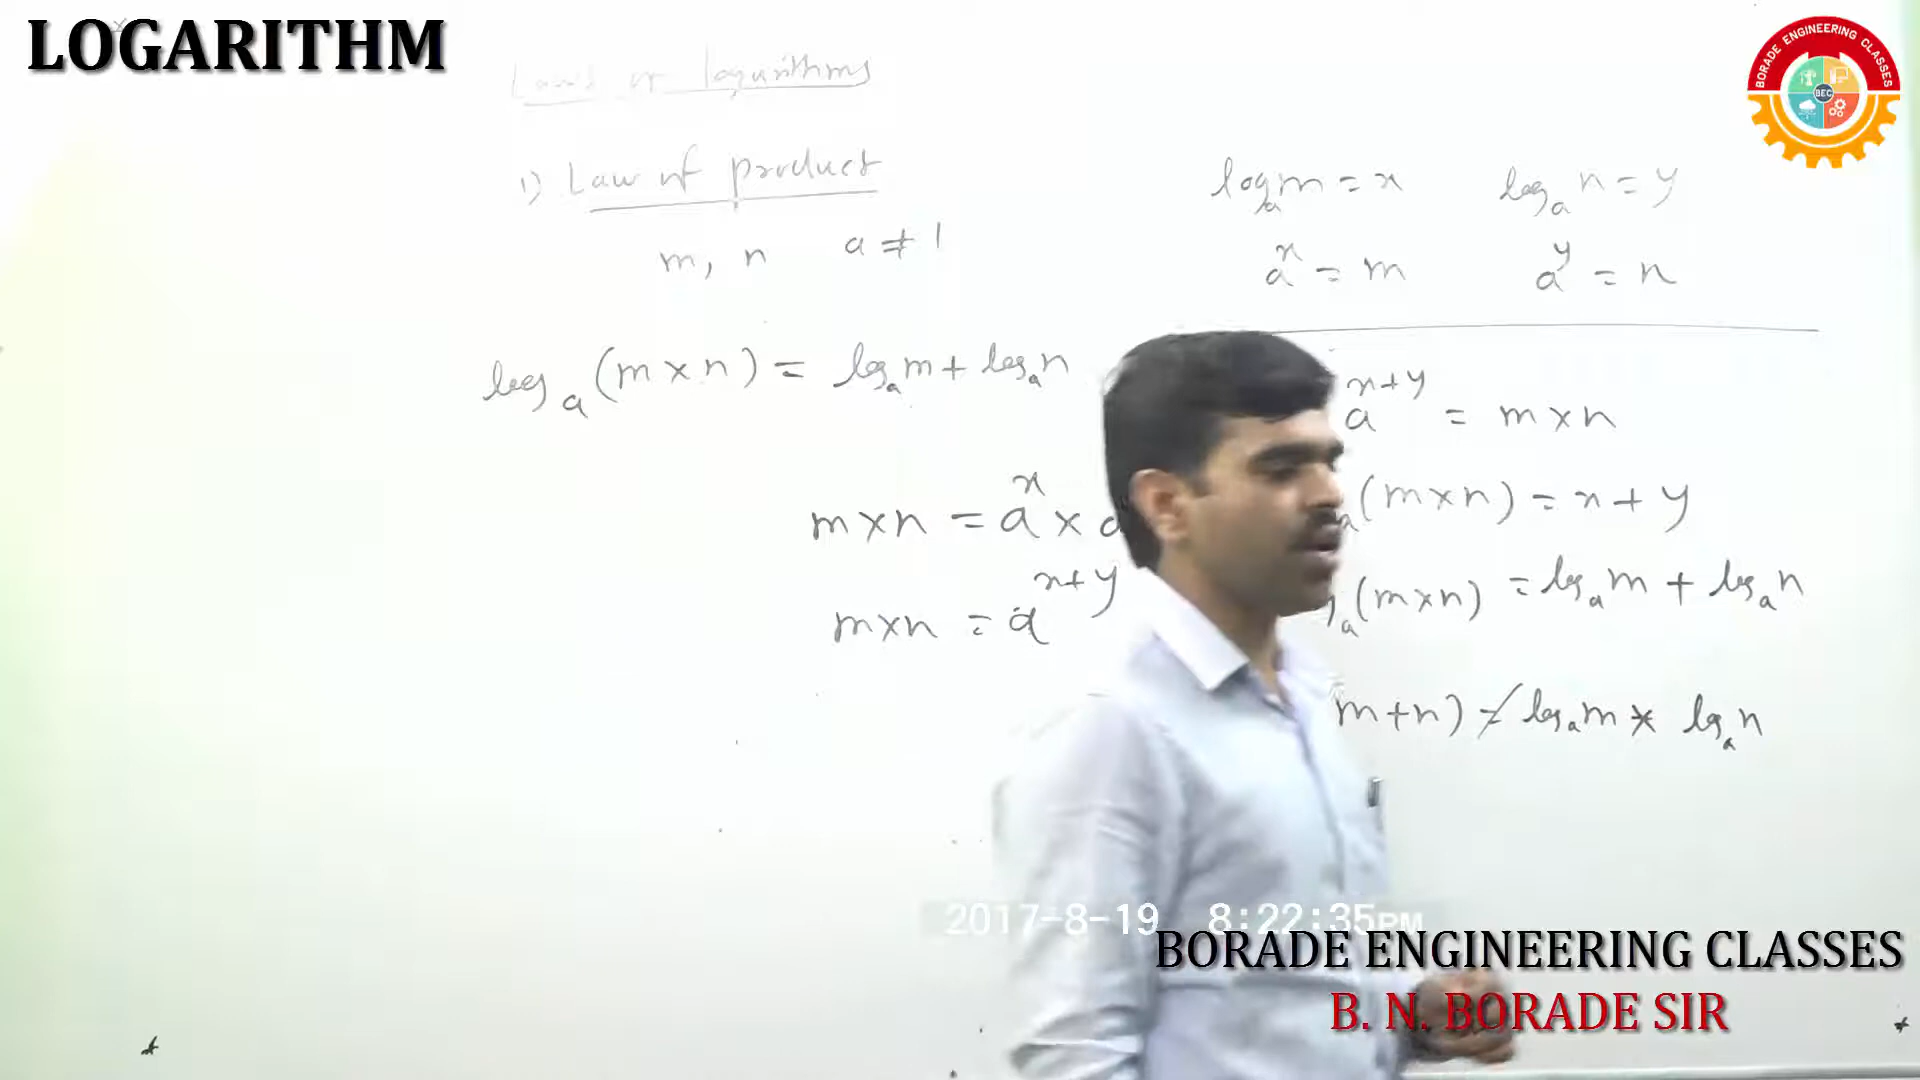 LOGARITHM
BORADE ENGINEERING CLASSES
BEC
Laws of logarithms
1) Law of product
m, n a ≠ 1
logₐ(m×n) = logₐm + logₐn
m×n = aˣ×
m×n = aˣ⁺ʸ
logₐm = x logₐn = y
aˣ = m aʸ = n
aˣ⁺ʸ = m×n
ₐ(m×n) = x+y
ₐ(m×n) = logₐm + logₐn
m+n) ≠ logₐm × logₐn
2017-8-19 8:22:35PM
BORADE ENGINEERING CLASSES
B. N. BORADE SIR